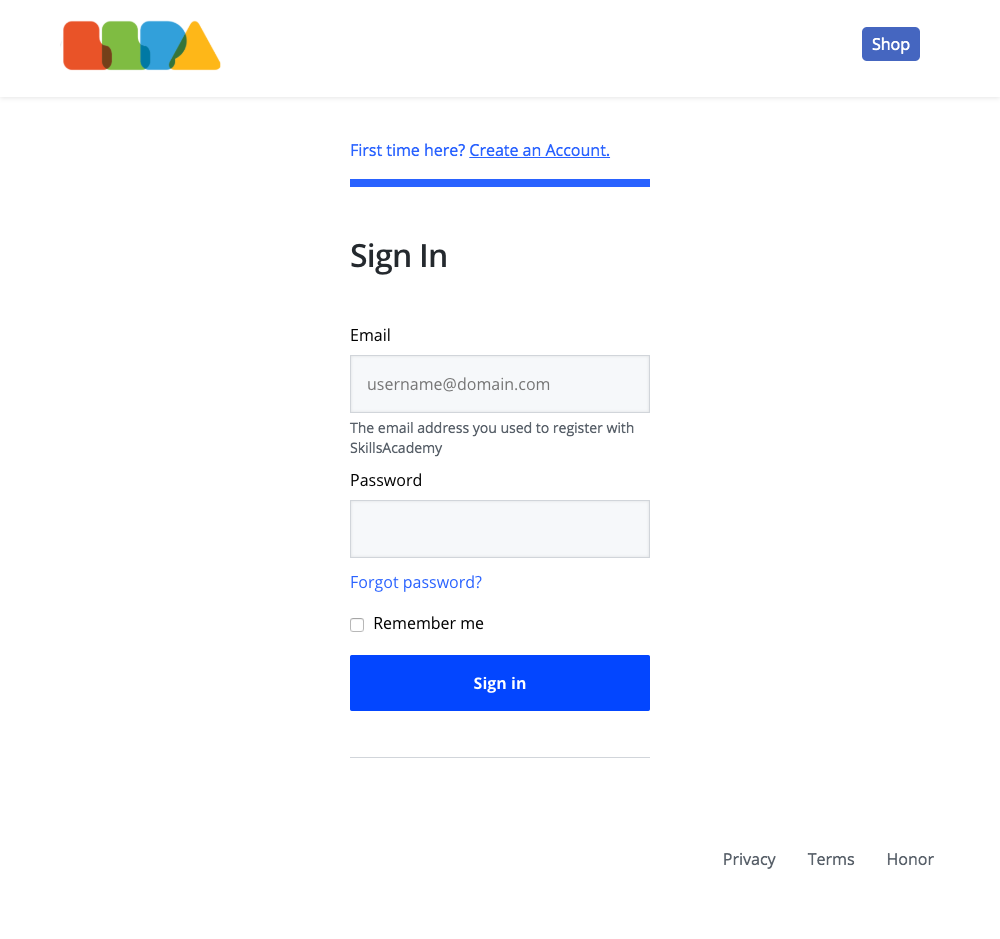 Shop
First time here? Create an Account.
Sign In
Email
username@domain.com
The email address you used to register with
SkillsAcademy
Password
Forgot password?
Remember me
Sign in
Privacy Terms Honor